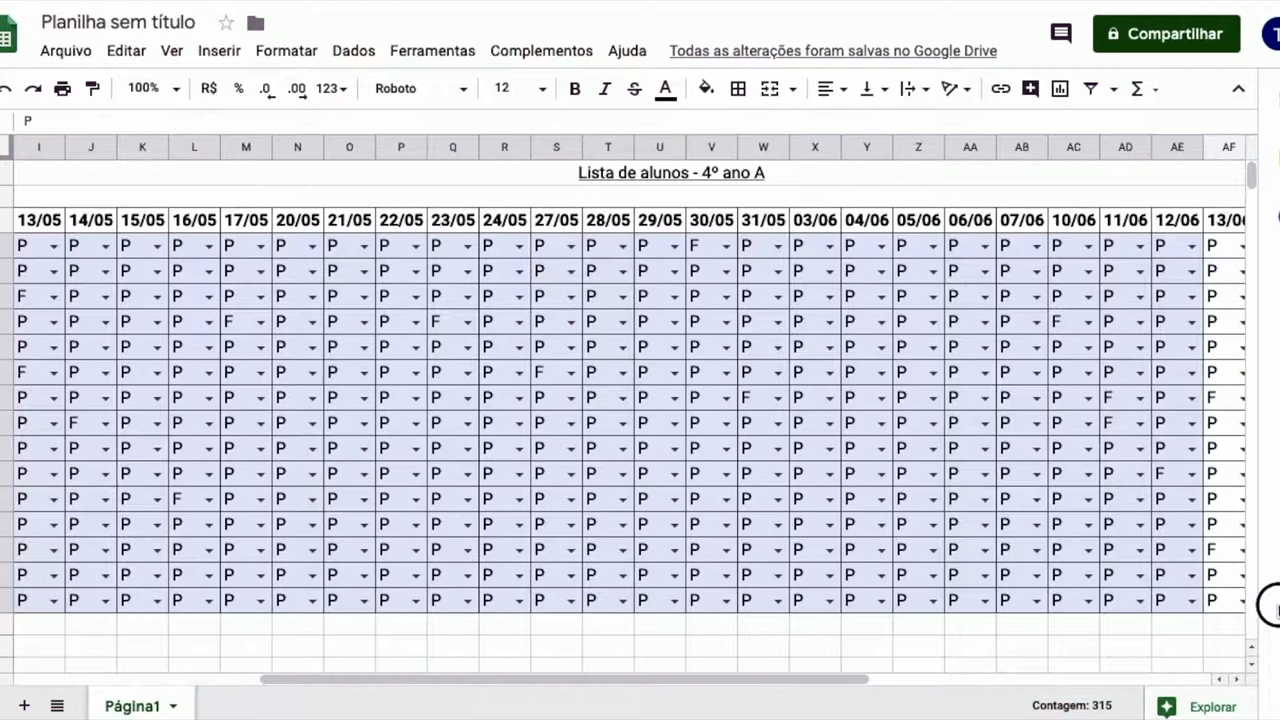 Planilha sem título
Arquivo Editar Ver Inserir Formatar Dados Ferramentas Complementos Ajuda Todas as alterações foram salvas no Google Drive
Compartilhar
100% R$ % .0 .00 123 Roboto 12 B I S A Σ
P
I J K L M N O P Q R S T U V W X Y Z AA AB AC AD AE AF
Lista de alunos - 4º ano A
13/05 14/05 15/05 16/05 17/05 20/05 21/05 22/05 23/05 24/05 27/05 28/05 29/05 30/05 31/05 03/06 04/06 05/06 06/06 07/06 10/06 11/06 12/06 13/0
P P P P P P P P P P P P P F P P P P P P P P P P
P P P P P P P P P P P P P P P P P P P P P P P P
F P P P P P P P P P P P P P P P P P P P P P P P
P P P P F P P P F P P P P P P P P P P P F P P P
P P P P P P P P P P P P P P P P P P P P P P P P
F P P P P P P P P P F P P P P P P P P P P P P P
P P P P P P P P P P P P P P F P P P P P P F P F
P F P P P P P P P P P P P P P P P P P P P F P P
P P P P P P P P P P P P P P P P P P P P P P P P
P P P P P P P P P P P P P P P P P P P P P P F P
P P P F P P P P P P P P P P P P P P P P P P P P
P P P P P P P P P P P P P P P P P P P P P P P P
P P P P P P P P P P P P P P P P P P P P P P P F
P P P P P P P P P P P P P P P P P P P P P P P P
P P P P P P P P P P P P P P P P P P P P P P P P
Página1
Contagem: 315
Explorar